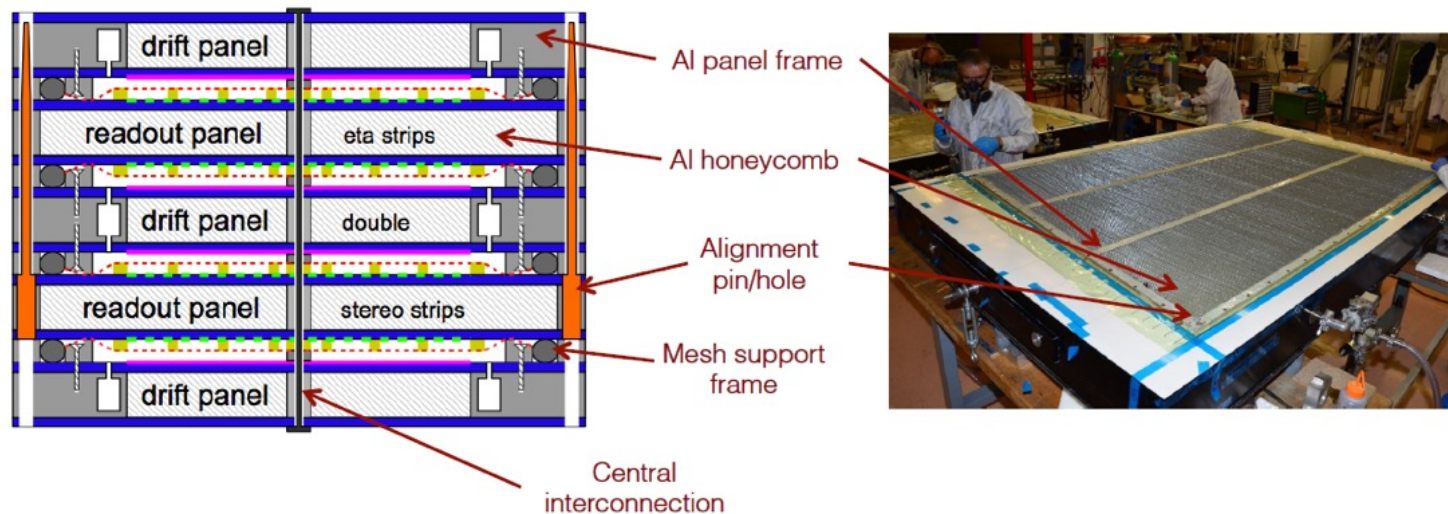 drift panel
Al panel frame
readout panel
eta strips
Al honeycomb
drift panel
double
Alignment
pin/hole
readout panel
stereo strips
Mesh support
frame
drift panel
Central
interconnection